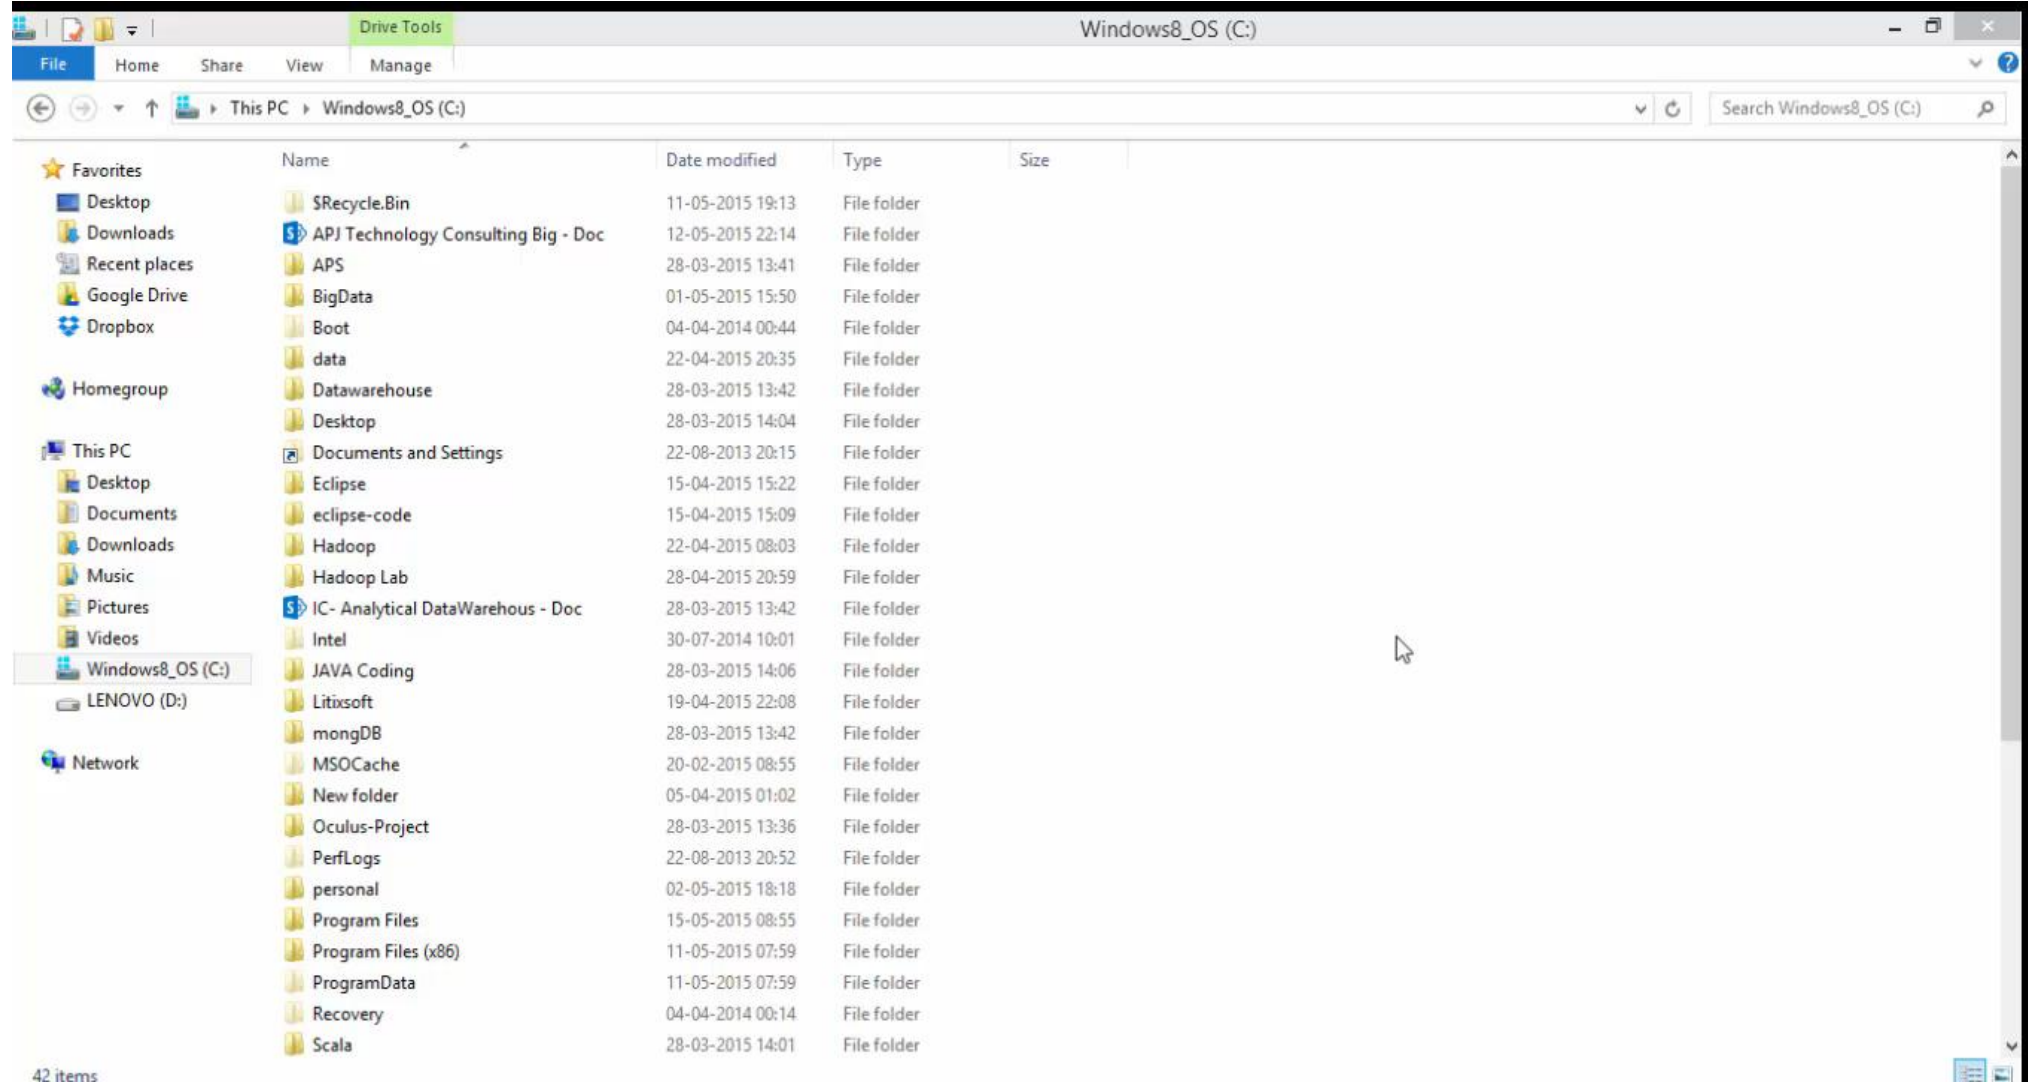 Drive Tools
Windows8_OS (C:)
File Home Share View Manage
This PC Windows8_OS (C:)
Search Windows8_OS (C:)
Name Date modified Type Size
Favorites
Desktop
Downloads
Recent places
Google Drive
Dropbox
Homegroup
This PC
Desktop
Documents
Downloads
Music
Pictures
Videos
Windows8_OS (C:)
LENOVO (D:)
Network
$Recycle.Bin 11-05-2015 19:13 File folder
APJ Technology Consulting Big - Doc 12-05-2015 22:14 File folder
APS 28-03-2015 13:41 File folder
BigData 01-05-2015 15:50 File folder
Boot 04-04-2014 00:44 File folder
data 22-04-2015 20:35 File folder
Datawarehouse 28-03-2015 13:42 File folder
Desktop 28-03-2015 14:04 File folder
Documents and Settings 22-08-2013 20:15 File folder
Eclipse 15-04-2015 15:22 File folder
eclipse-code 15-04-2015 15:09 File folder
Hadoop 22-04-2015 08:03 File folder
Hadoop Lab 28-04-2015 20:59 File folder
IC- Analytical DataWarehous - Doc 28-03-2015 13:42 File folder
Intel 30-07-2014 10:01 File folder
JAVA Coding 28-03-2015 14:06 File folder
Litixsoft 19-04-2015 22:08 File folder
mongDB 28-03-2015 13:42 File folder
MSOCache 20-02-2015 08:55 File folder
New folder 05-04-2015 01:02 File folder
Oculus-Project 28-03-2015 13:36 File folder
PerfLogs 22-08-2013 20:52 File folder
personal 02-05-2015 18:18 File folder
Program Files 15-05-2015 08:55 File folder
Program Files (x86) 11-05-2015 07:59 File folder
ProgramData 11-05-2015 07:59 File folder
Recovery 04-04-2014 00:14 File folder
Scala 28-03-2015 14:01 File folder
42 items